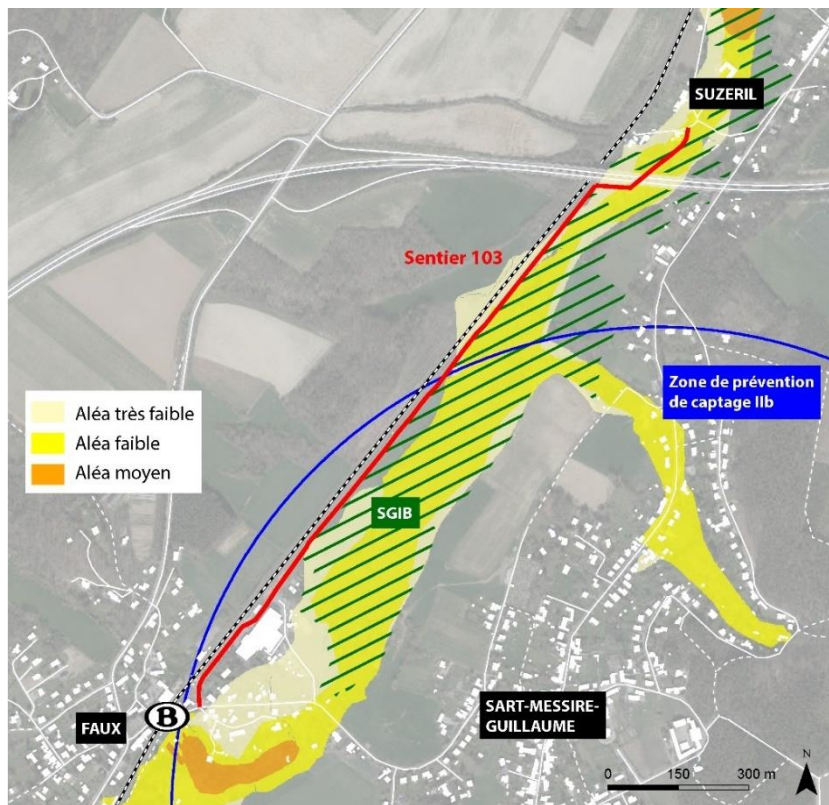 SUZERIL
Sentier 103
Zone de prévention
de captage IIb
Aléa très faible
Aléa faible
Aléa moyen
SGIB
SART-MESSIRE-
GUILLAUME
B
FAUX
N
0 150 300 m